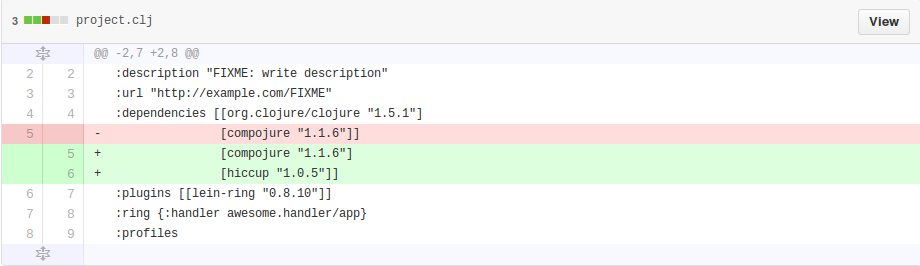 3 project.clj View
@@ -2,7 +2,8 @@
2 2 :description "FIXME: write description"
3 3 :url "http://example.com/FIXME"
4 4 :dependencies [[org.clojure/clojure "1.5.1"]
5 - [compojure "1.1.6"]]
5 + [compojure "1.1.6"]
6 + [hiccup "1.0.5"]]
6 7 :plugins [[lein-ring "0.8.10"]]
7 8 :ring {:handler awesome.handler/app}
8 9 :profiles